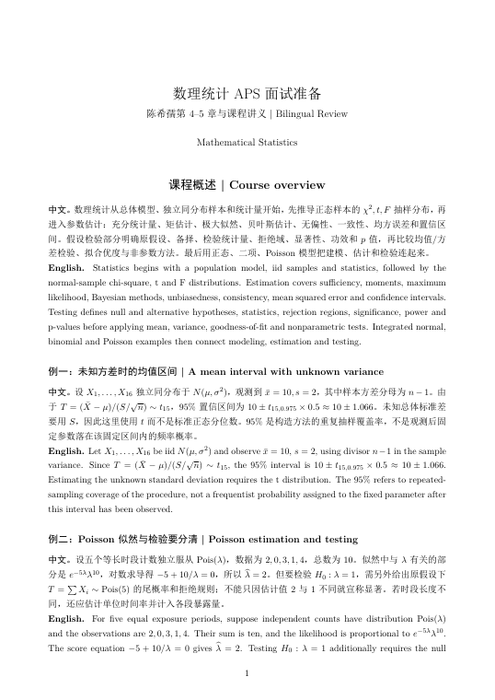 数理统计 APS 面试准备
陈希孺第 4–5 章与课程讲义 | Bilingual Review
Mathematical Statistics
课程概述 | Course overview
中文。数理统计从总体模型、独立同分布样本和统计量开始，先推导正态样本的 χ², t, F 抽样分布，再
进入参数估计：充分统计量、矩估计、极大似然、贝叶斯估计、无偏性、一致性、均方误差和置信区
间。假设检验部分明确原假设、备择、检验统计量、拒绝域、显著性、功效和 p 值，再比较均值/方
差检验、拟合优度与非参数方法。最后用正态、二项、Poisson 模型把建模、估计和检验连起来。
English. Statistics begins with a population model, iid samples and statistics, followed by the
normal-sample chi-square, t and F distributions. Estimation covers sufficiency, moments, maximum
likelihood, Bayesian methods, unbiasedness, consistency, mean squared error and confidence intervals.
Testing defines null and alternative hypotheses, statistics, rejection regions, significance, power and
p-values before applying mean, variance, goodness-of-fit and nonparametric tests. Integrated normal,
binomial and Poisson examples then connect modeling, estimation and testing.
例一：未知方差时的均值区间 | A mean interval with unknown variance
中文。设 X₁, . . . , X₁₆ 独立同分布于 N(μ, σ²)，观测到 x̄ = 10, s = 2，其中样本方差分母为 n − 1。由
于 T = (X̄ − μ)/(S/√n) ∼ t₁₅，95% 置信区间为 10 ± t₁₅,₀.₉₇₅ × 0.5 ≈ 10 ± 1.066。未知总体标准差
要用 S，因此这里使用 t 而不是标准正态分位数。95% 是构造方法的重复抽样覆盖率，不是观测后固
定参数落在该固定区间内的频率概率。
English. Let X₁, . . . , X₁₆ be iid N(μ, σ²) and observe x̄ = 10, s = 2, using divisor n − 1 in the sample
variance. Since T = (X̄ − μ)/(S/√n) ∼ t₁₅, the 95% interval is 10 ± t₁₅,₀.₉₇₅ × 0.5 ≈ 10 ± 1.066.
Estimating the unknown standard deviation requires the t distribution. The 95% refers to repeated-
sampling coverage of the procedure, not a frequentist probability assigned to the fixed parameter after
this interval has been observed.
例二：Poisson 似然与检验要分清 | Poisson estimation and testing
中文。设五个等长时段计数独立服从 Pois(λ)，数据为 2, 0, 3, 1, 4，总数为 10。似然中与 λ 有关的部
分是 e⁻⁵λλ¹⁰，对数求导得 −5 + 10/λ = 0，所以 λ̂ = 2。但要检验 H₀ : λ = 1，需另外给出原假设下
T = ∑ Xᵢ ∼ Pois(5) 的尾概率和拒绝规则；不能只因估计值 2 与 1 不同就宣称显著。若时段长度不
同，还应估计单位时间率并计入各段暴露量。
English. For five equal exposure periods, suppose independent counts have distribution Pois(λ)
and the observations are 2, 0, 3, 1, 4. Their sum is ten, and the likelihood is proportional to e⁻⁵λλ¹⁰.
The score equation −5 + 10/λ = 0 gives λ̂ = 2. Testing H₀ : λ = 1 additionally requires the null
1